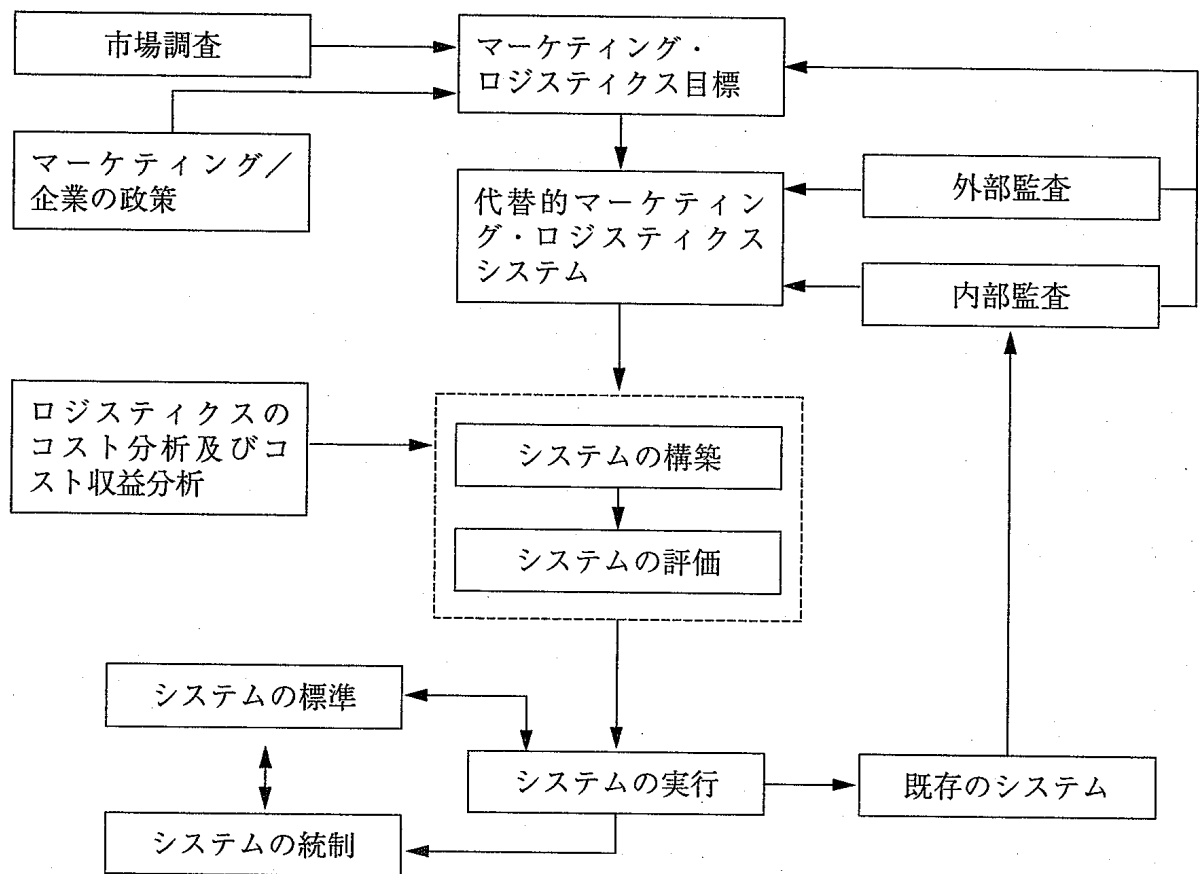 市場調査
マーケティング・
ロジスティクス目標
マーケティング／
企業の政策
代替的マーケティン
グ・ロジスティクス
システム
外部監査
内部監査
ロジスティクスの
コスト分析及びコ
スト収益分析
システムの構築
システムの評価
システムの標準
システムの実行
既存のシステム
システムの統制